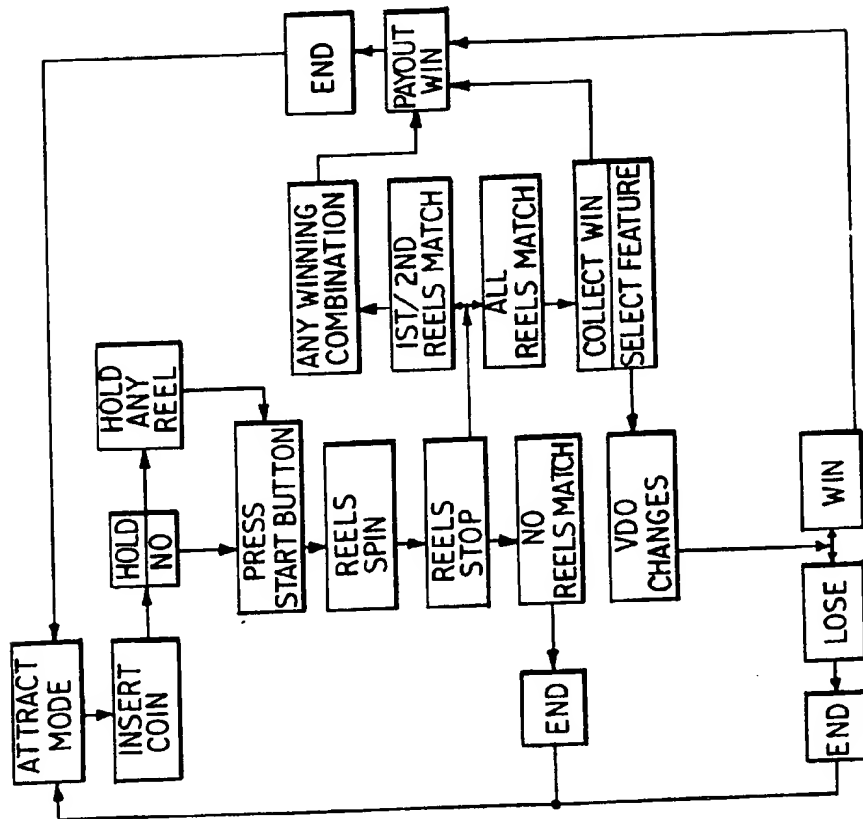 ATTRACT
MODE
INSERT
COIN
HOLD
NO
HOLD
ANY
REEL
PRESS
START BUTTON
REELS
SPIN
REELS
STOP
NO
REELS MATCH
END
ANY WINNING
COMBINATION
1ST/2ND
REELS MATCH
ALL
REELS MATCH
COLLECT WIN
SELECT FEATURE
PAYOUT
WIN
END
VDO
CHANGES
WIN
LOSE
END